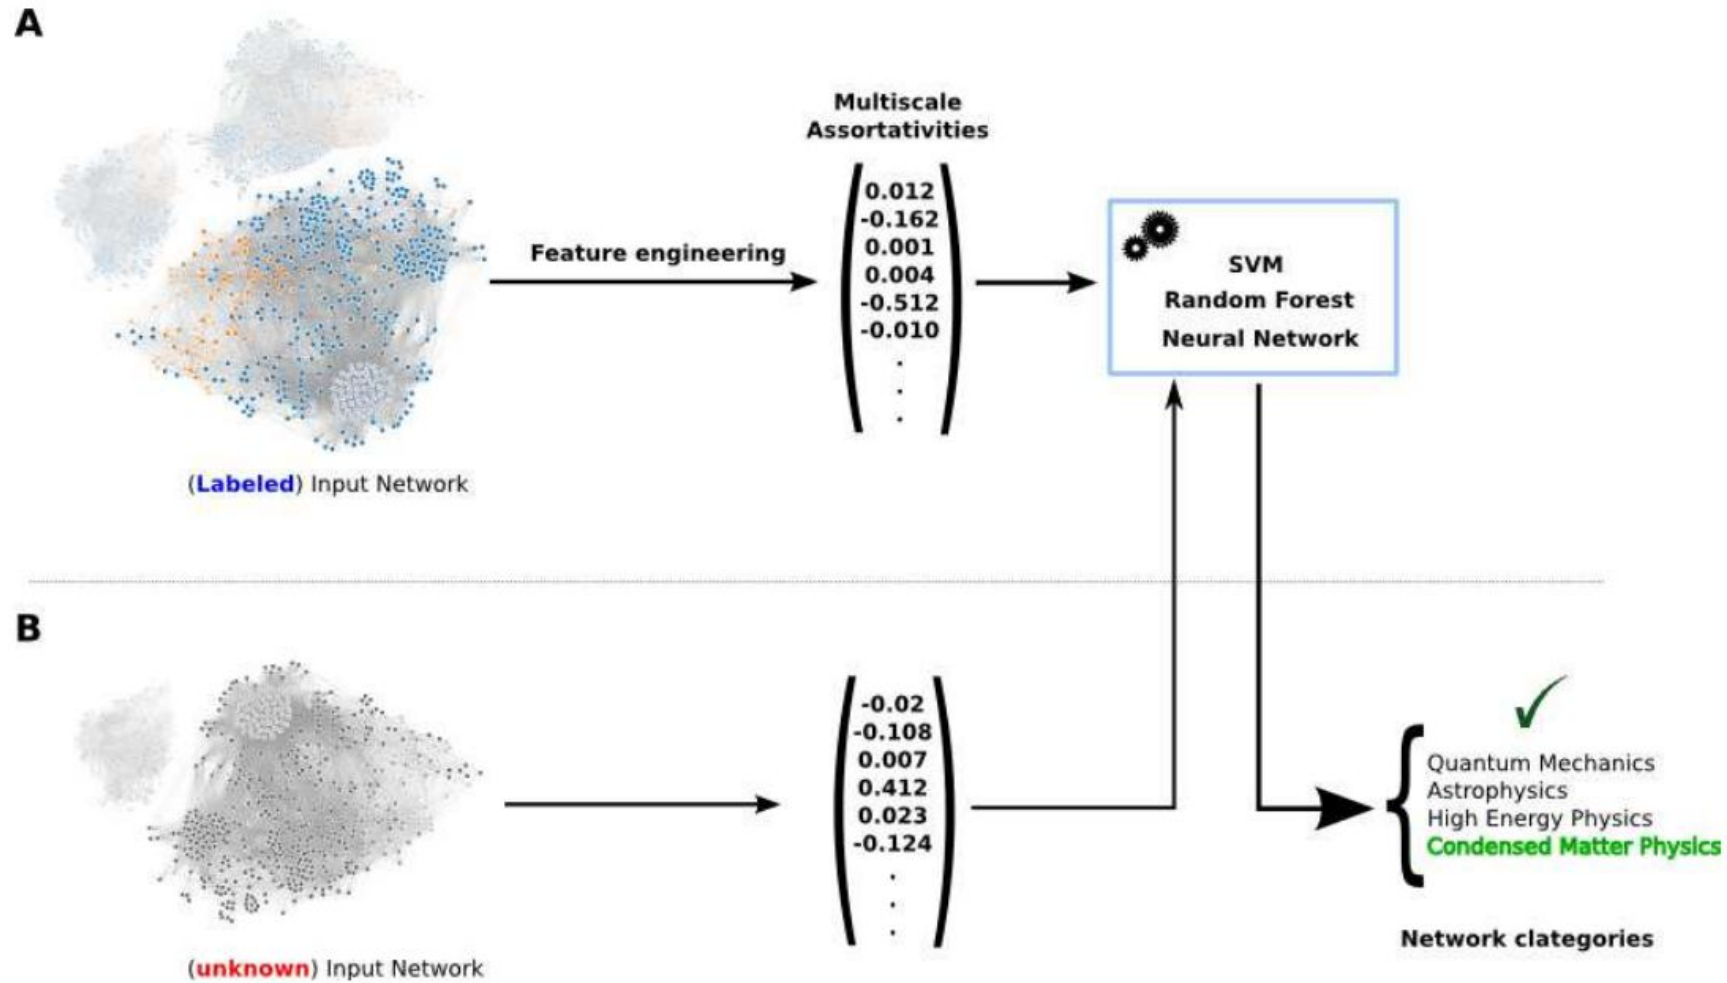 A
Multiscale
Assortativities
0.012
-0.162
0.001
0.004
-0.512
-0.010
.
.
.
Feature engineering
SVM
Random Forest
Neural Network
(Labeled) Input Network
B
-0.02
-0.108
0.007
0.412
0.023
-0.124
.
.
.
Quantum Mechanics
Astrophysics
High Energy Physics
Condensed Matter Physics
Network clategories
(unknown) Input Network